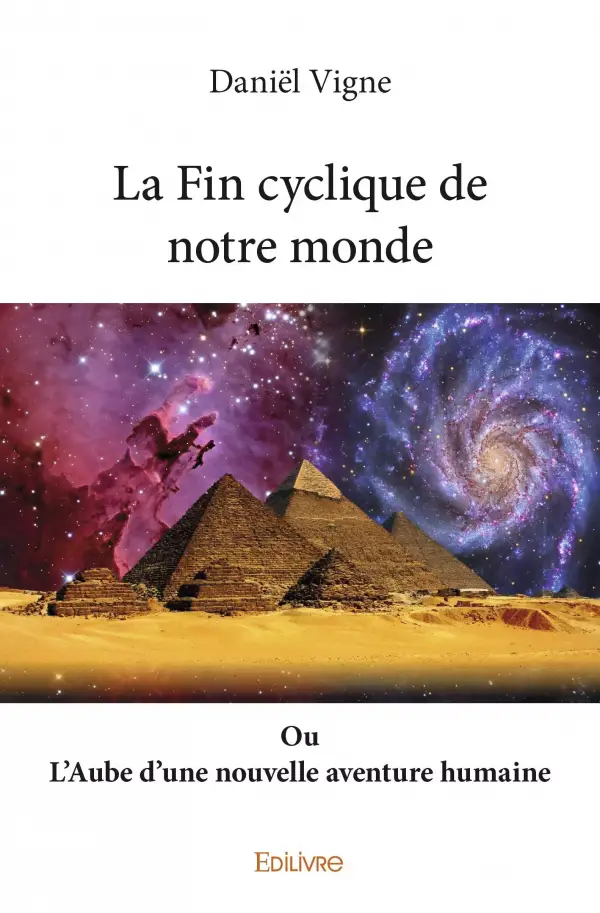 Daniël Vigne
La Fin cyclique de
notre monde
Ou
L’Aube d’une nouvelle aventure humaine
EDILIVRE